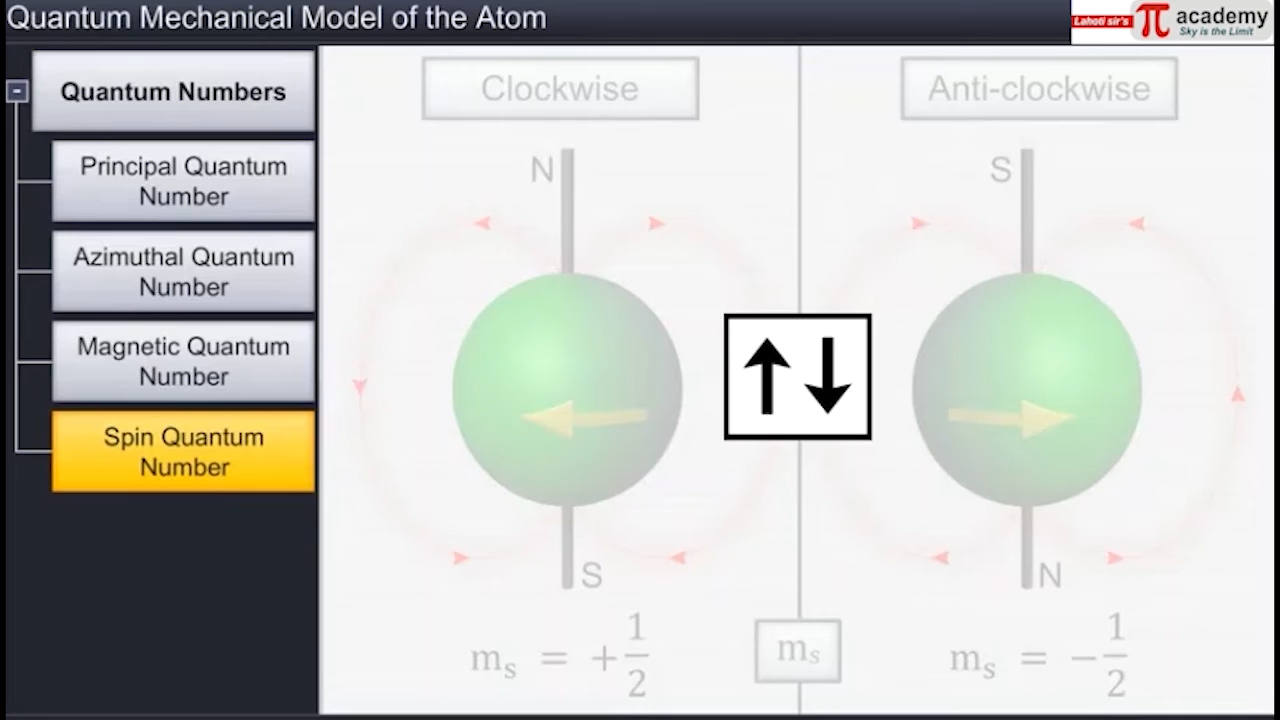 Quantum Mechanical Model of the Atom
Lahoti sir's
π academy
Sky is the Limit
-
Quantum Numbers
Principal Quantum
Number
Azimuthal Quantum
Number
Magnetic Quantum
Number
Spin Quantum
Number
Clockwise
N
S
mₛ = +1/2
mₛ
Anti-clockwise
S
N
mₛ = −1/2